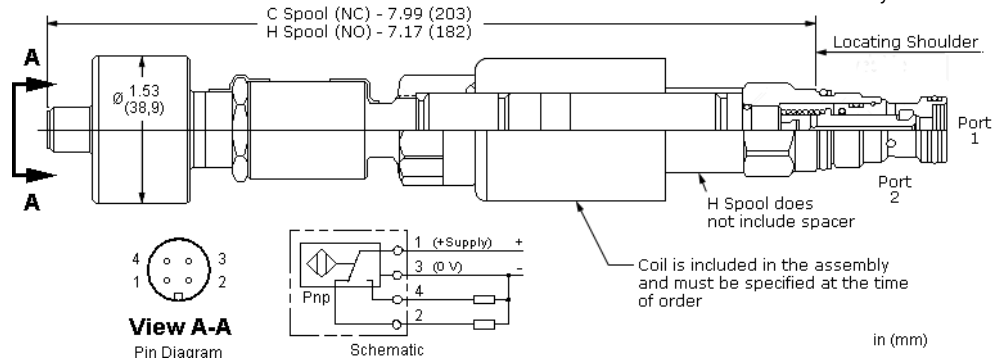 C Spool (NC) - 7.99 (203)
H Spool (NO) - 7.17 (182)
Locating Shoulder
A
Ø 1.53
(38,9)
Port
1
A
Port
2
H Spool does
not include spacer
4 3
1 2
View A-A
Pin Diagram
1 (+Supply) +
3 (0 V) -
Pnp
4
2
Schematic
Coil is included in the assembly
and must be specified at the time
of order
in (mm)